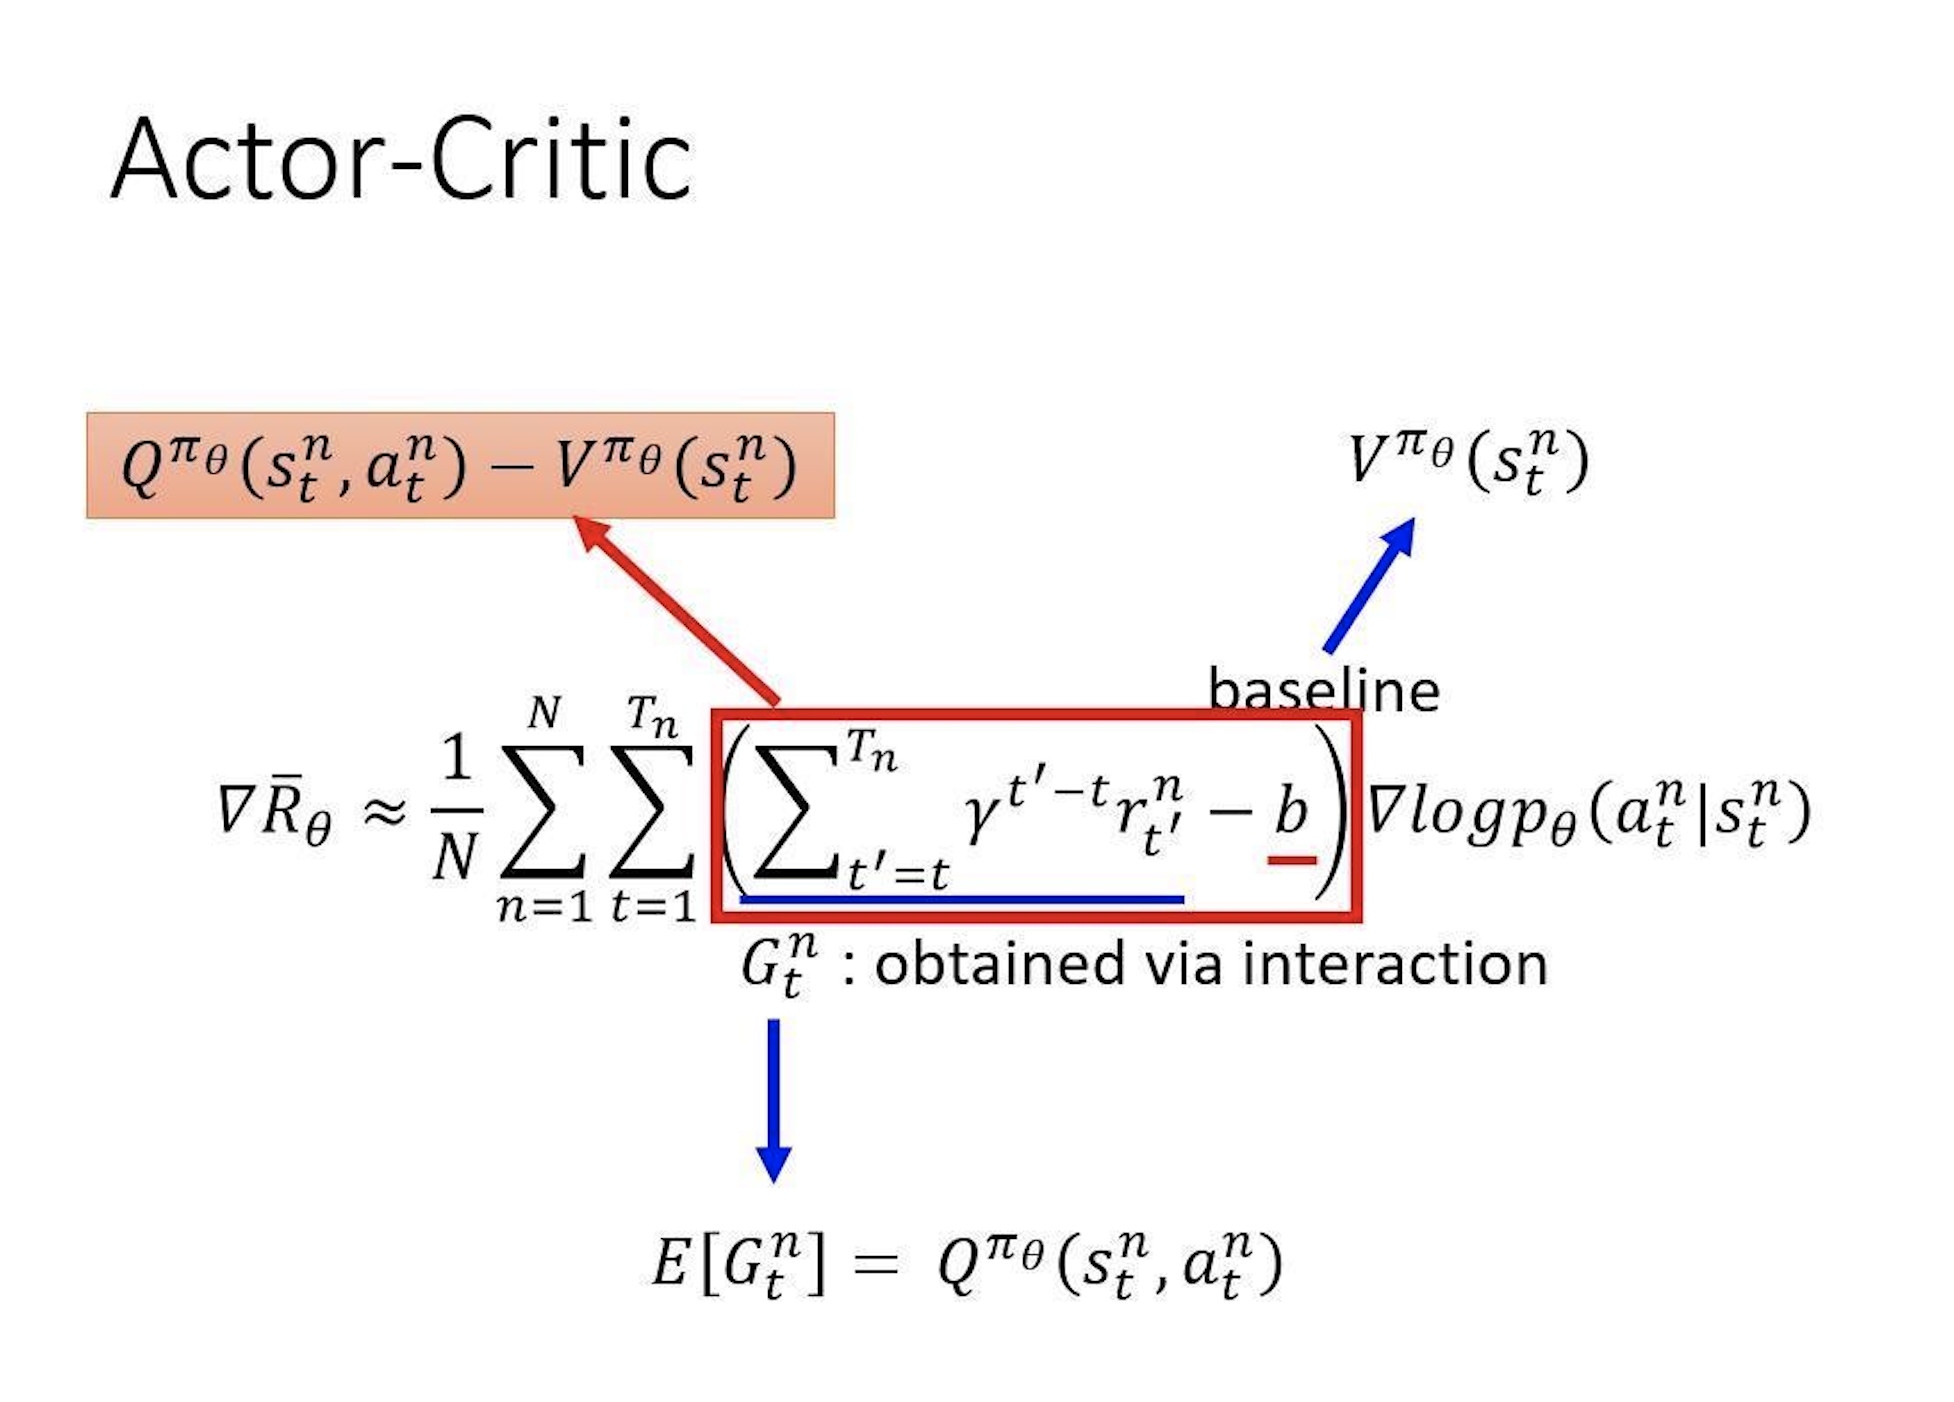 Actor-Critic
$Q^{\pi_\theta}(s_t^n, a_t^n) - V^{\pi_\theta}(s_t^n)$
$V^{\pi_\theta}(s_t^n)$
baseline
$\nabla \bar{R}_\theta \approx \frac{1}{N} \sum_{n=1}^{N} \sum_{t=1}^{T_n} \left( \sum_{t'=t}^{T_n} \gamma^{t'-t} r_{t'}^n - b \right) \nabla log p_\theta(a_t^n | s_t^n)$
$G_t^n$ : obtained via interaction
$E[G_t^n] = Q^{\pi_\theta}(s_t^n, a_t^n)$